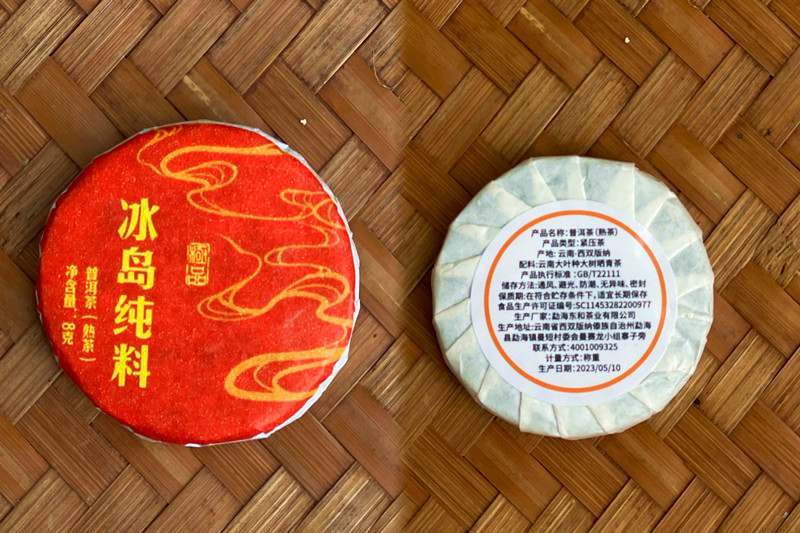 冰岛纯料
普洱茶（熟茶）
净含量：8克
产品名称：普洱茶(熟茶)
产品类型：紧压茶
产地：云南·西双版纳
配料：云南大叶种大树晒青茶
产品执行标准：GB/T22111
储存方法：通风、避光、防潮、无异味、密封
保质期：在符合贮存条件下，适宜长期保存
食品生产许可证编号：SC11453282200977
生产厂家：勐海东和茶业有限公司
生产地址：云南省西双版纳傣族自治州勐海
县勐海镇曼短村委会曼赛龙小组寨子旁
联系方式：4001009325
计量方式：称重
生产日期：2023/05/10